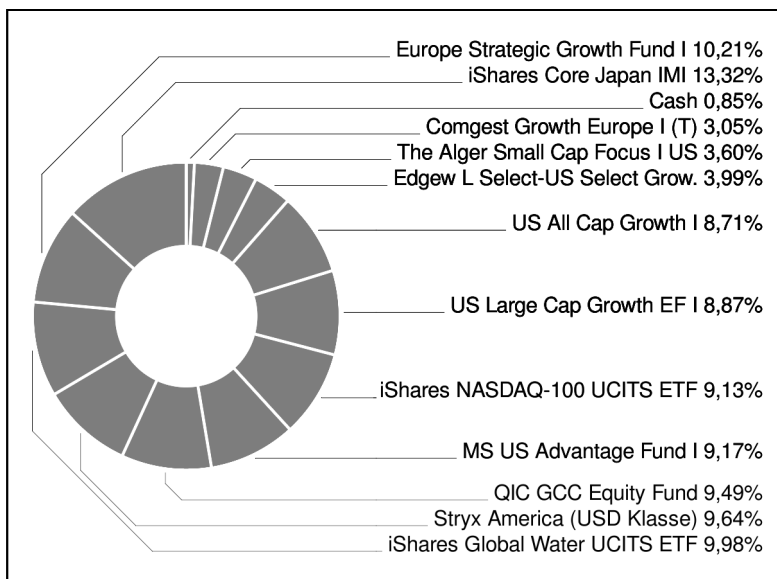 Europe Strategic Growth Fund I 10,21%
iShares Core Japan IMI 13,32%
Cash 0,85%
Comgest Growth Europe I (T) 3,05%
The Alger Small Cap Focus I US 3,60%
Edgew L Select-US Select Grow. 3,99%
US All Cap Growth I 8,71%
US Large Cap Growth EF I 8,87%
iShares NASDAQ-100 UCITS ETF 9,13%
MS US Advantage Fund I 9,17%
QIC GCC Equity Fund 9,49%
Stryx America (USD Klasse) 9,64%
iShares Global Water UCITS ETF 9,98%